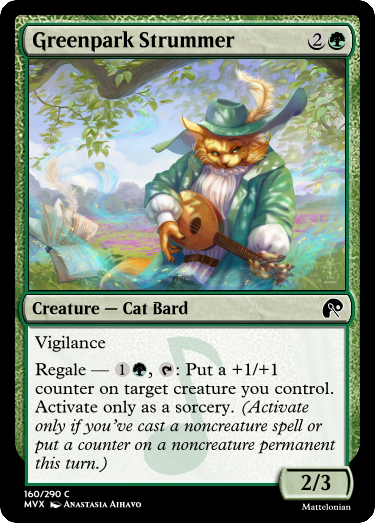 Greenpark Strummer 2
Creature — Cat Bard
Vigilance
Regale — 1, : Put a +1/+1
counter on target creature you control.
Activate only as a sorcery. (Activate
only if you've cast a noncreature spell or
put a counter on a noncreature permanent
this turn.)
2/3
160/290 C
MVX Anastasia Aihavo
Mattelonian